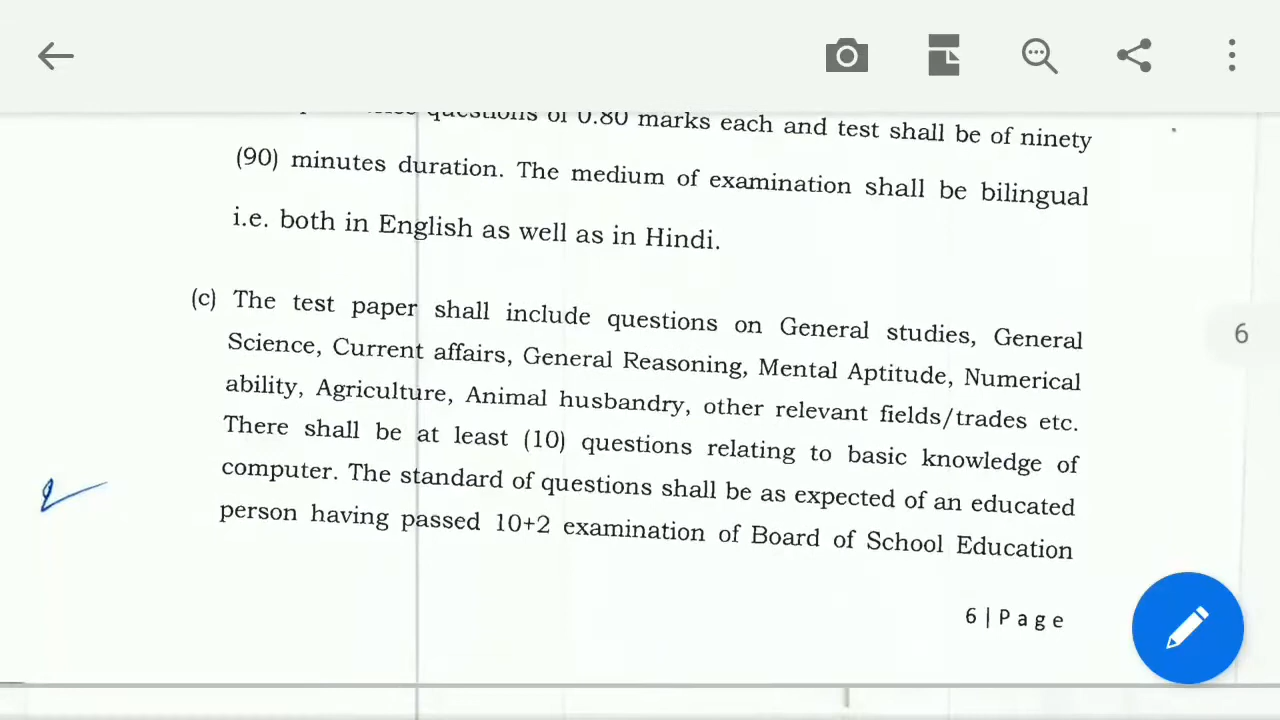 questions of 0.80 marks each and test shall be of ninety
(90) minutes duration. The medium of examination shall be bilingual
i.e. both in English as well as in Hindi.
(c) The test paper shall include questions on General studies, General
Science, Current affairs, General Reasoning, Mental Aptitude, Numerical
ability, Agriculture, Animal husbandry, other relevant fields/trades etc.
There shall be at least (10) questions relating to basic knowledge of
computer. The standard of questions shall be as expected of an educated
person having passed 10+2 examination of Board of School Education
6 | P a g e
6